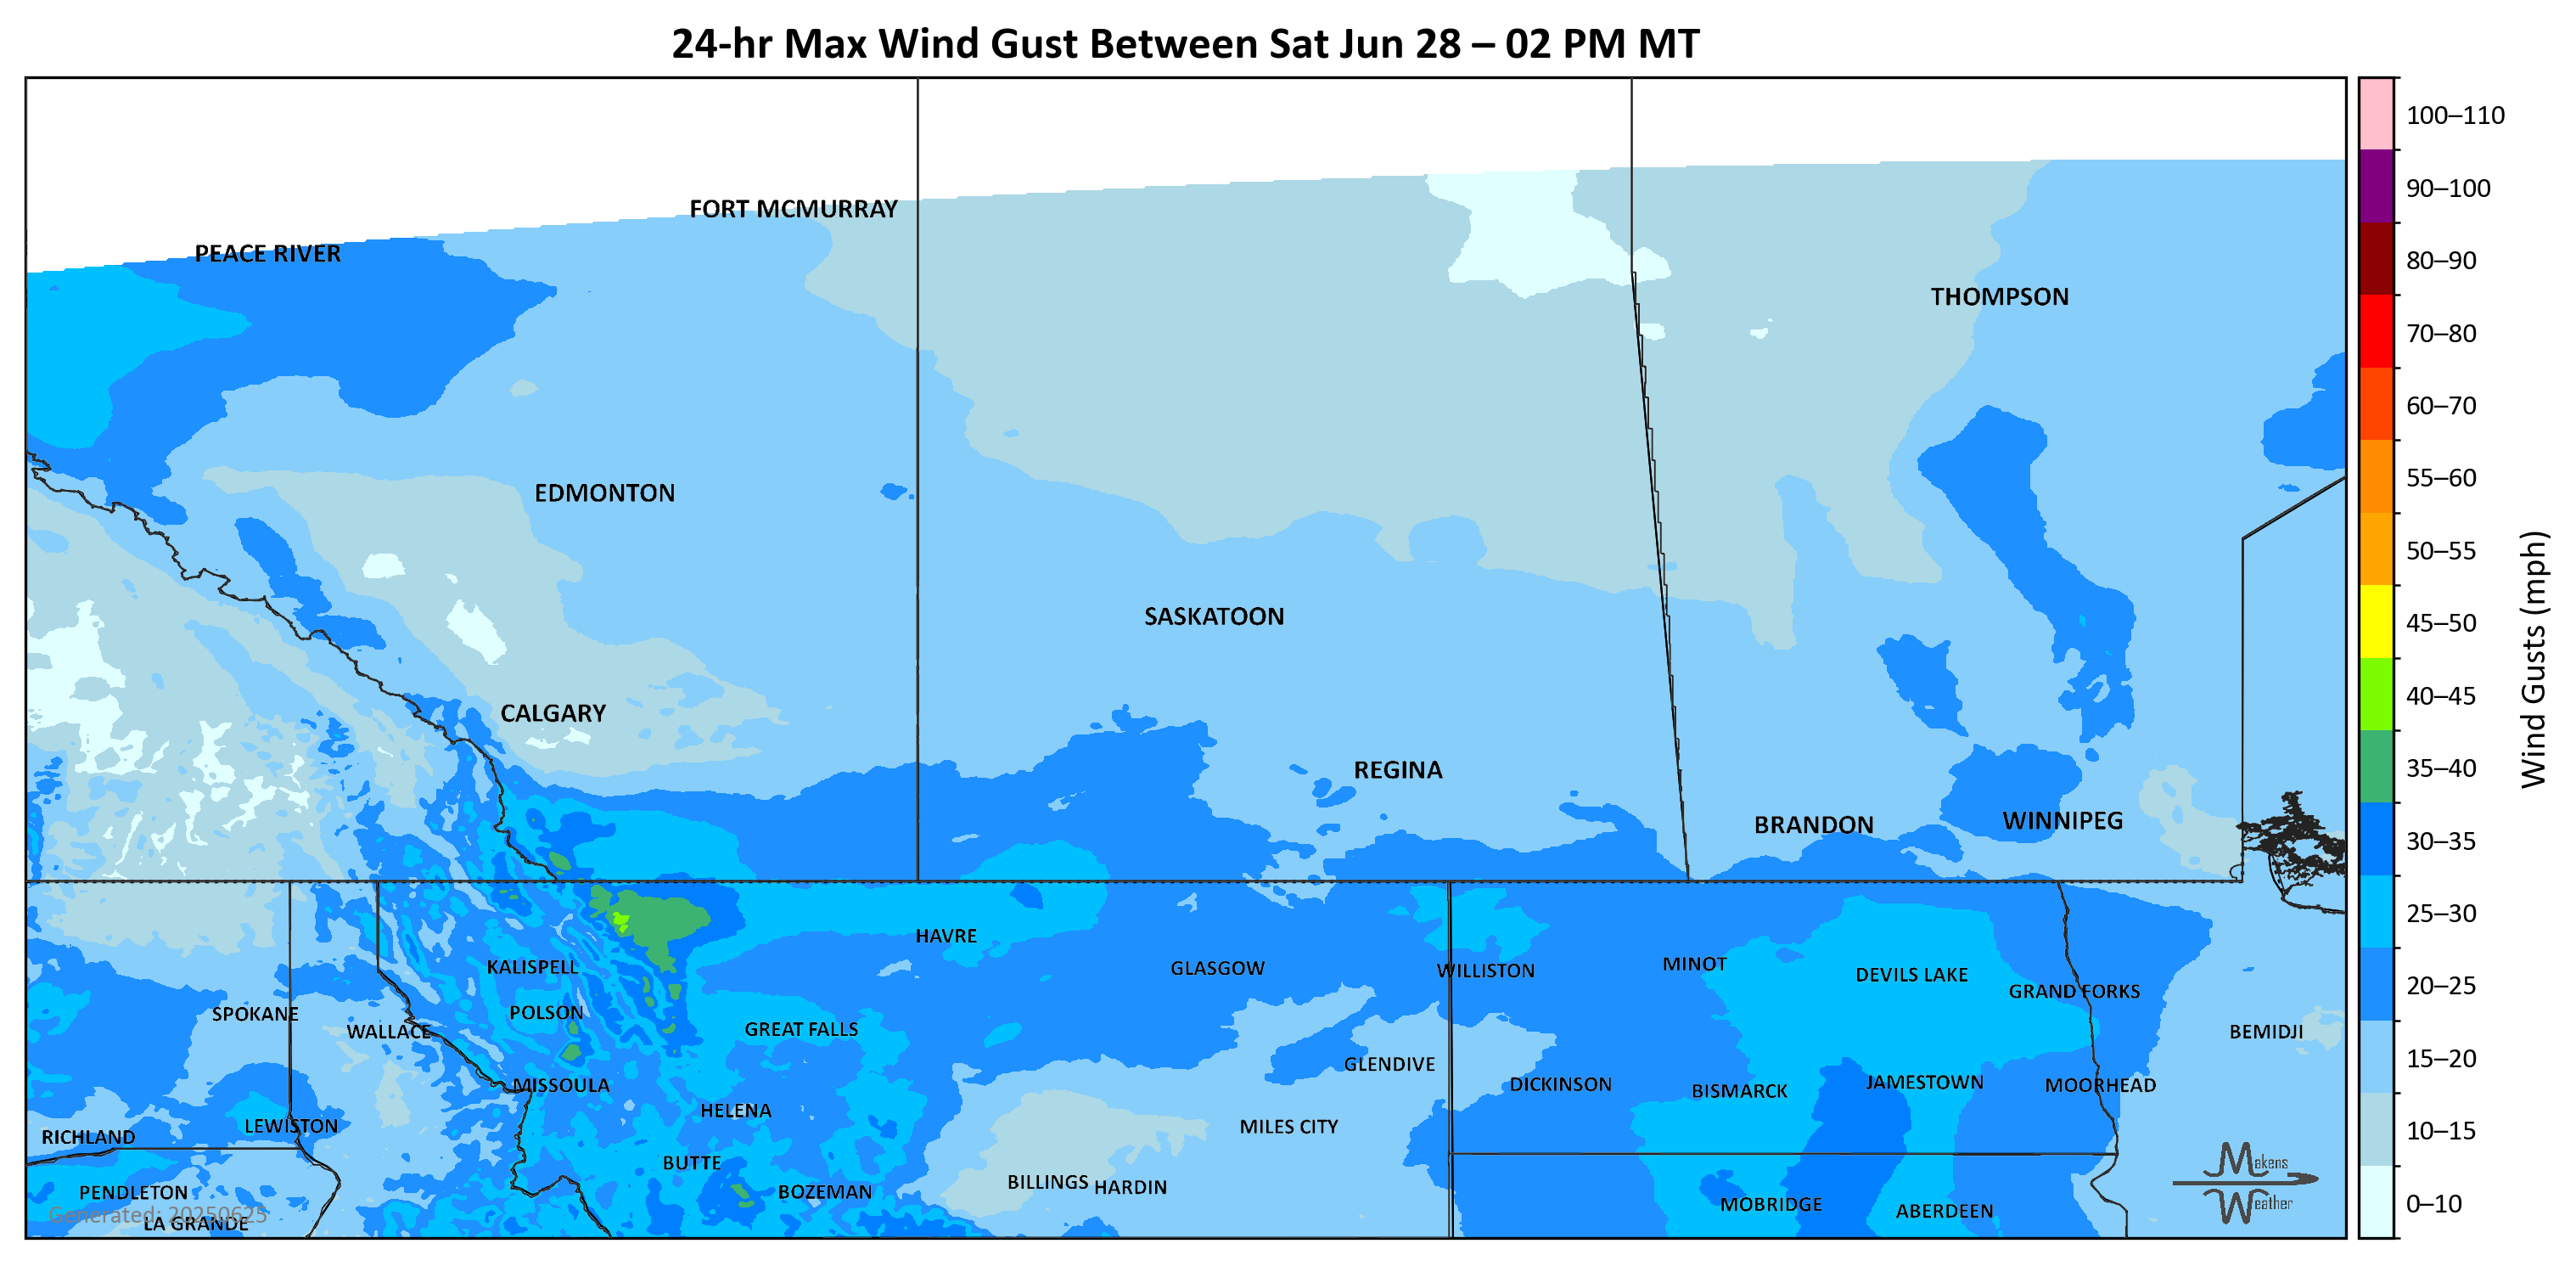 24-hr Max Wind Gust Between Sat Jun 28 – 02 PM MT
100–110
90–100
80–90
70–80
60–70
55–60
50–55
45–50
40–45
35–40
30–35
25–30
20–25
15–20
10–15
0–10
Wind Gusts (mph)
FORT MCMURRAY
PEACE RIVER
THOMPSON
EDMONTON
SASKATOON
CALGARY
REGINA
BRANDON
WINNIPEG
HAVRE
KALISPELL
GLASGOW
WILLISTON
MINOT
DEVILS LAKE
GRAND FORKS
SPOKANE
POLSON
WALLACE
GREAT FALLS
BEMIDJI
GLENDIVE
MISSOULA
DICKINSON
BISMARCK
JAMESTOWN
MOORHEAD
HELENA
LEWISTON
MILES CITY
RICHLAND
BUTTE
PENDLETON
BOZEMAN
BILLINGS
HARDIN
MOBRIDGE
ABERDEEN
Generated: 20250625
LA GRANDE
Makens
Weather